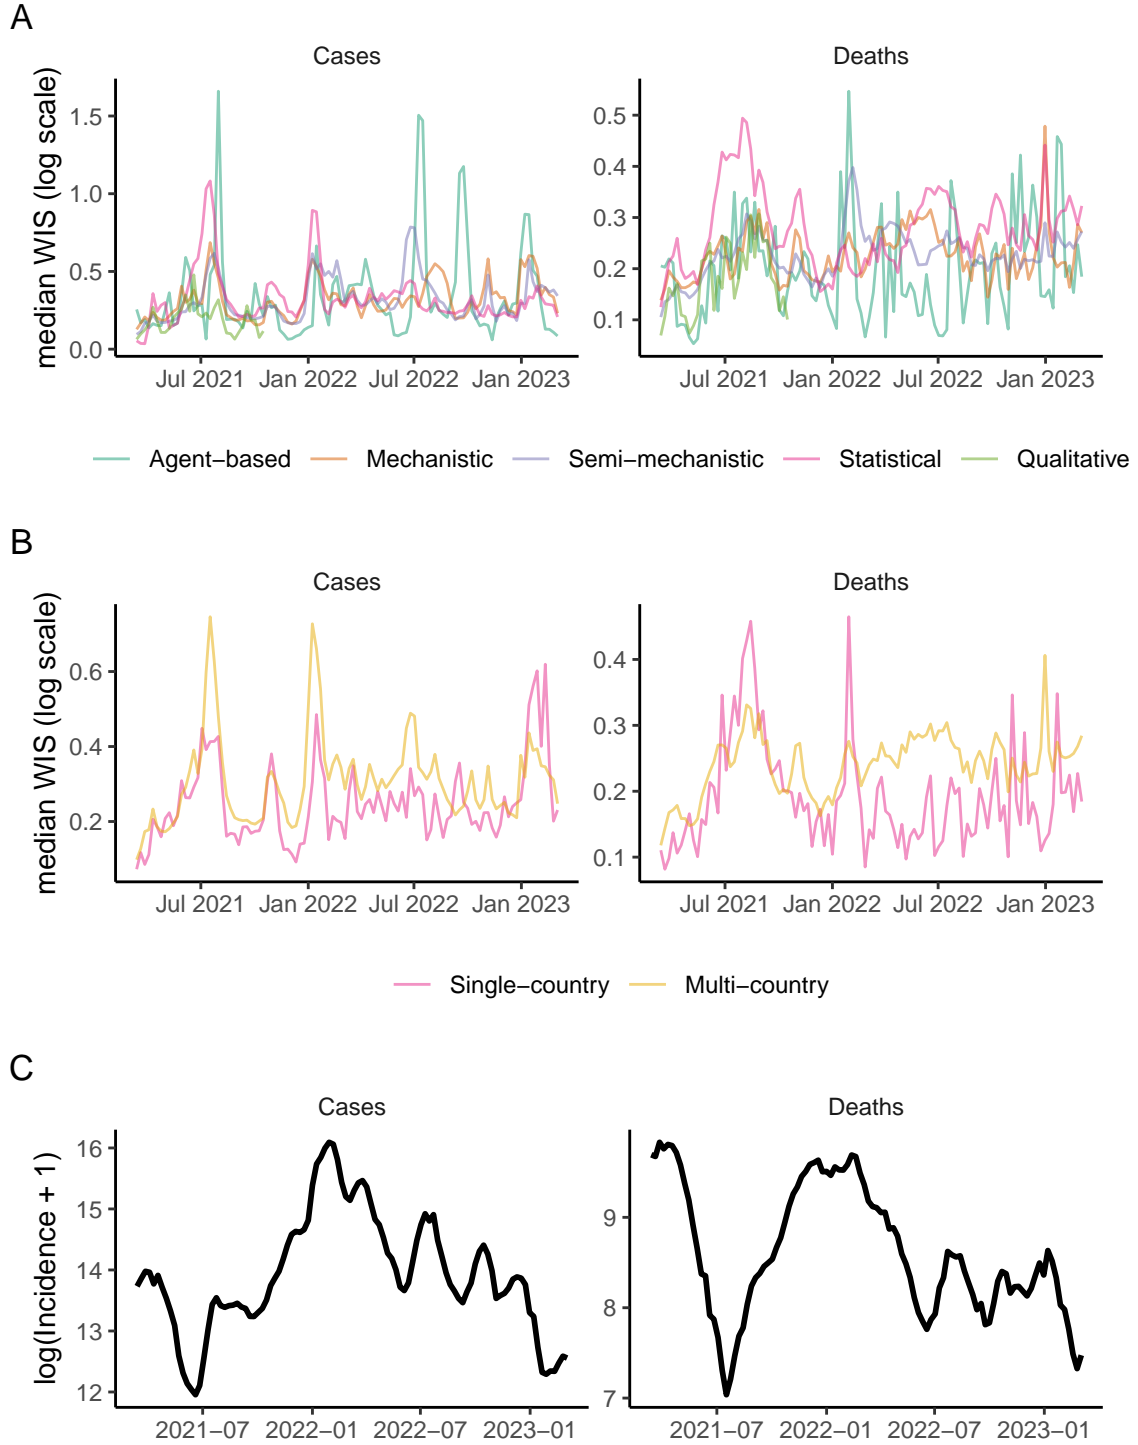 A
Cases Deaths
median WIS (log scale)
1.5
1.0
0.5
0.0
0.5
0.4
0.3
0.2
0.1
Jul 2021 Jan 2022 Jul 2022 Jan 2023
Jul 2021 Jan 2022 Jul 2022 Jan 2023
Agent−based Mechanistic Semi−mechanistic Statistical Qualitative
B
Cases Deaths
median WIS (log scale)
0.6
0.4
0.2
0.4
0.3
0.2
0.1
Jul 2021 Jan 2022 Jul 2022 Jan 2023
Jul 2021 Jan 2022 Jul 2022 Jan 2023
Single−country Multi−country
C
Cases Deaths
log(Incidence + 1)
16
15
14
13
12
9
8
7
2021−07 2022−01 2022−07 2023−01
2021−07 2022−01 2022−07 2023−01